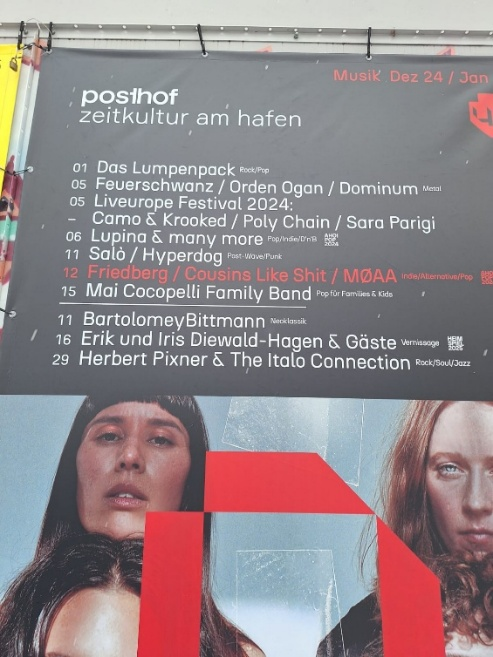 Musik Dez 24 / Jan
posthof
zeitkultur am hafen
01 Das Lumpenpack Rock/Pop
05 Feuerschwanz / Orden Ogan / Dominum Metal
05 Liveurope Festival 2024:
– Camo & Krooked / Poly Chain / Sara Parigi
06 Lupina & many more Pop/Indie/D'n'B
11 Salò / Hyperdog Post-Wave/Punk
12 Friedberg / Cousins Like Shit / MØAA Indie/Alternative/Pop
15 Mai Cocopelli Family Band Pop für Families & Kids
11 BartolomeyBittmann Neoklassik
16 Erik und Iris Diewald-Hagen & Gäste Vernissage
29 Herbert Pixner & The Italo Connection Rock/Soul/Jazz